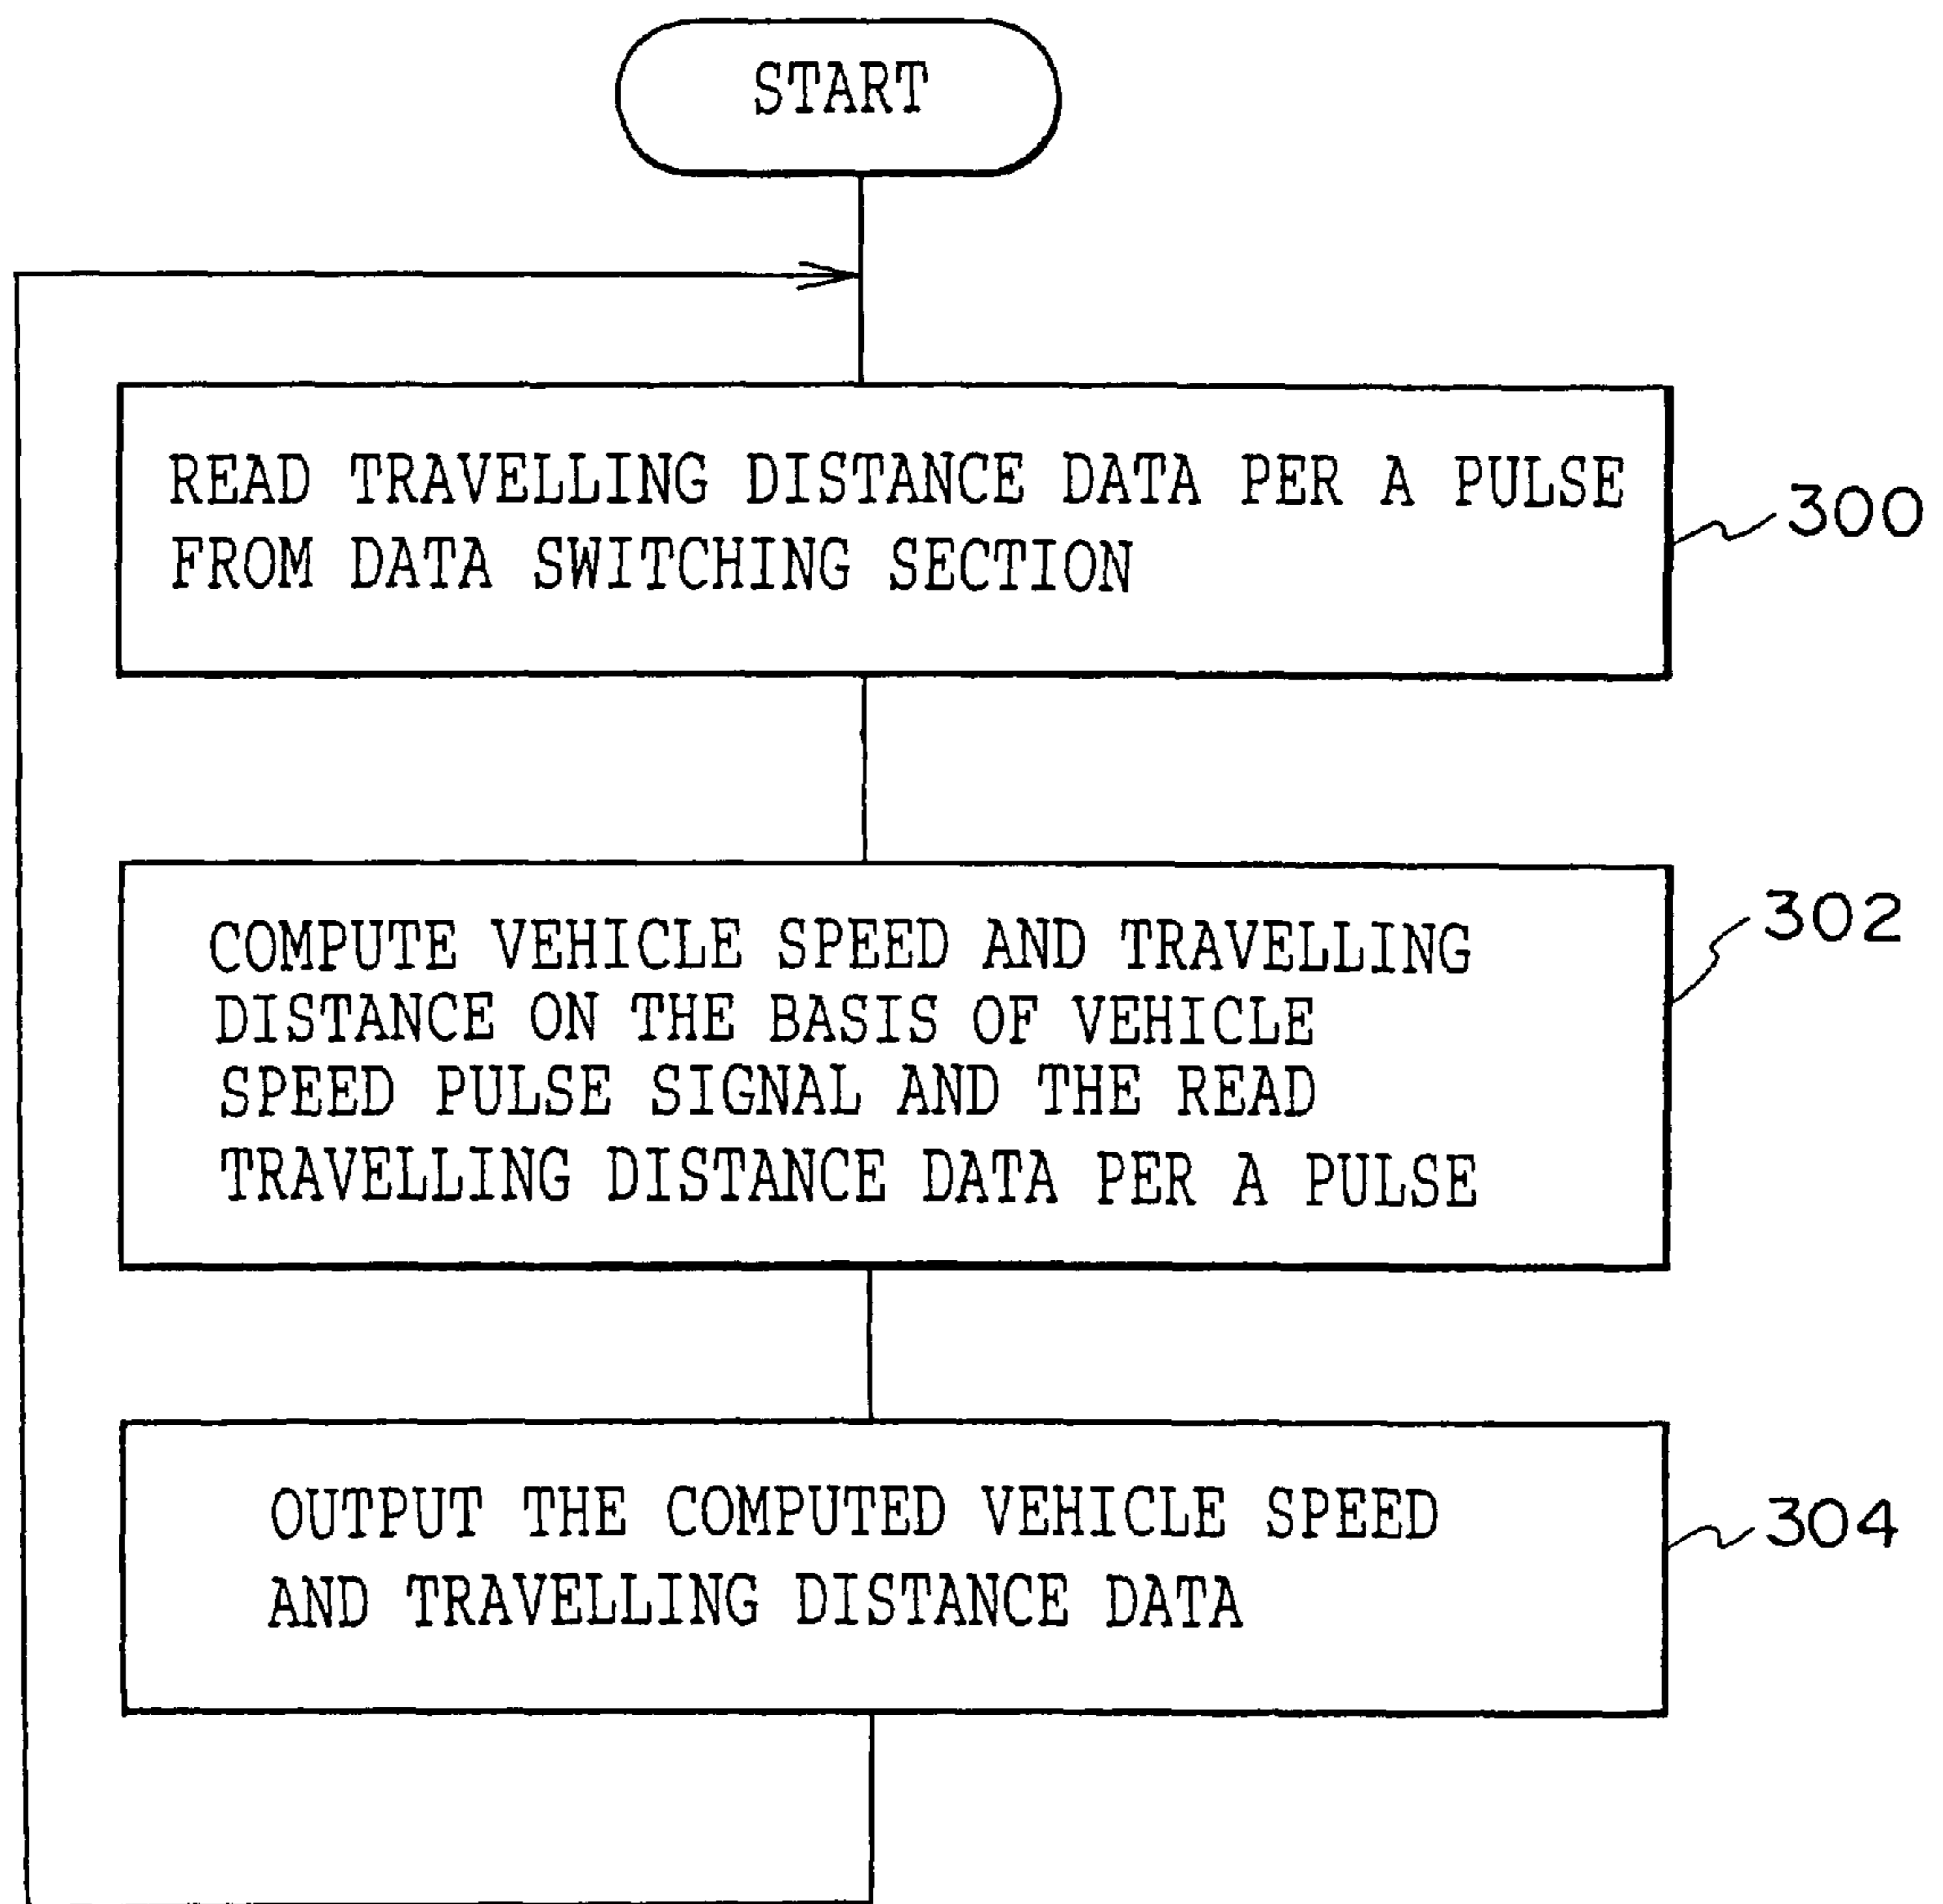 START
READ TRAVELLING DISTANCE DATA PER A PULSE
FROM DATA SWITCHING SECTION
300
COMPUTE VEHICLE SPEED AND TRAVELLING
DISTANCE ON THE BASIS OF VEHICLE
SPEED PULSE SIGNAL AND THE READ
TRAVELLING DISTANCE DATA PER A PULSE
302
OUTPUT THE COMPUTED VEHICLE SPEED
AND TRAVELLING DISTANCE DATA
304